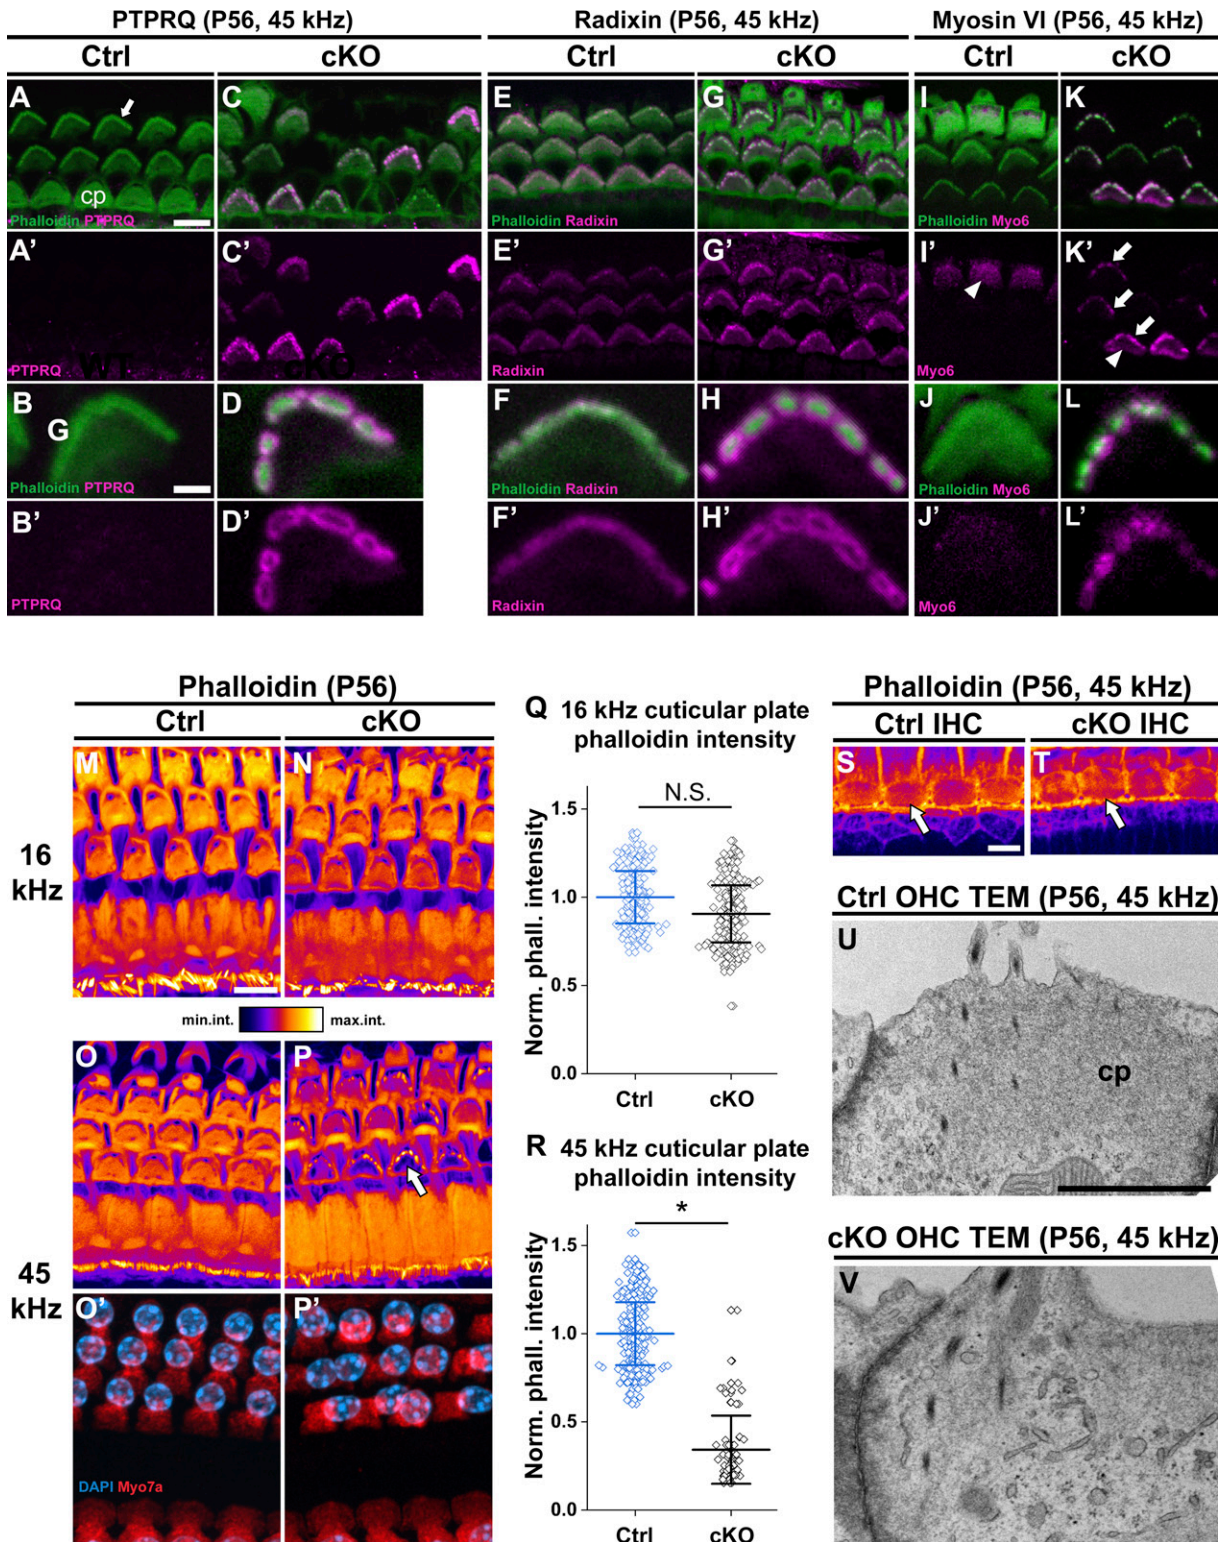 PTPRQ (P56, 45 kHz)
Radixin (P56, 45 kHz)
Myosin VI (P56, 45 kHz)
Ctrl
cKO
Ctrl
cKO
Ctrl
cKO
A
C
E
G
I
K
cp
Phalloidin PTPRQ
Phalloidin Radixin
Phalloidin Myo6
A’
C’
E’
G’
I’
K’
WT
cKO
PTPRQ
Radixin
Myo6
B
G
D
F
H
J
L
Phalloidin PTPRQ
Phalloidin Radixin
Phalloidin Myo6
B’
D’
F’
H’
J’
L’
PTPRQ
Radixin
Myo6
Phalloidin (P56)
Ctrl
cKO
M
N
16
kHz
min.int.
max.int.
O
P
45
kHz
O’
P’
DAPI Myo7a
Q
16 kHz cuticular plate
phalloidin intensity
N.S.
1.5
1.0
0.5
0.0
Norm. phall. intensity
Ctrl
cKO
R
45 kHz cuticular plate
phalloidin intensity
*
1.5
1.0
0.5
0.0
Norm. phall. intensity
Ctrl
cKO
Phalloidin (P56, 45 kHz)
Ctrl IHC
cKO IHC
S
T
Ctrl OHC TEM (P56, 45 kHz)
U
cp
cKO OHC TEM (P56, 45 kHz)
V